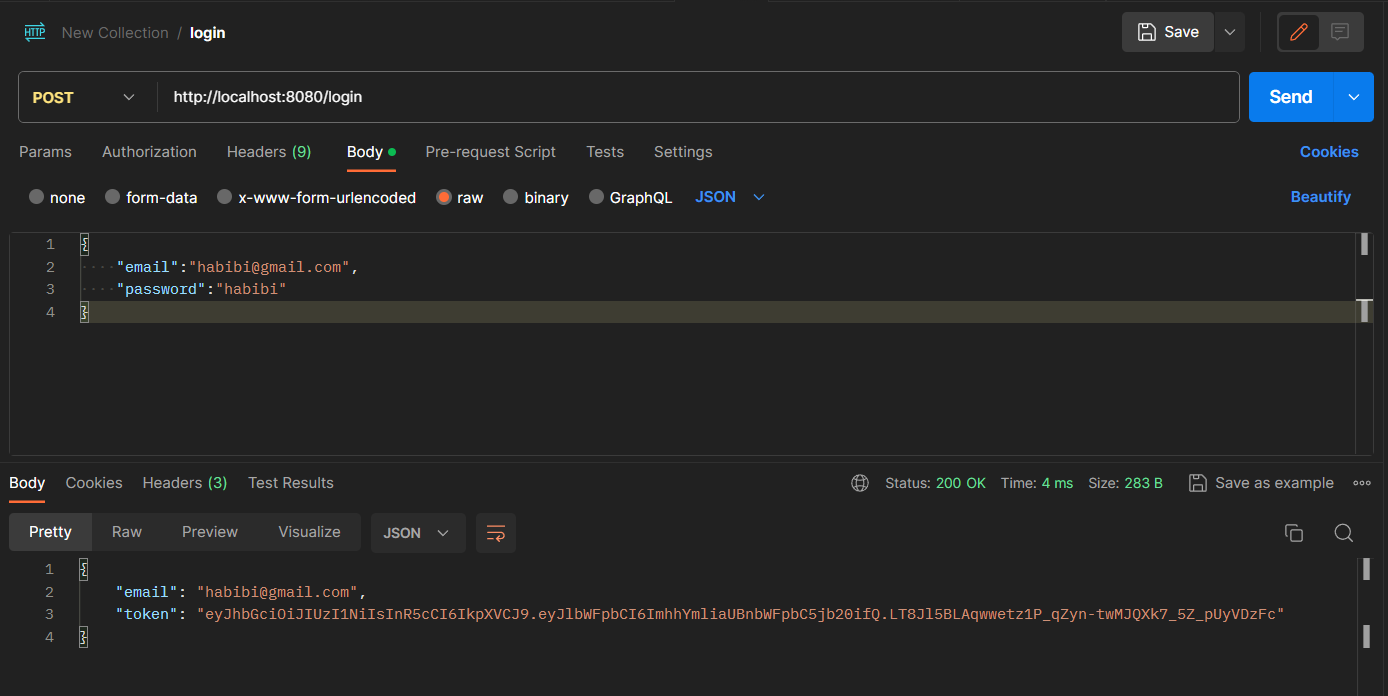 HTTP New Collection / login Save
POST http://localhost:8080/login Send
Params Authorization Headers (9) Body Pre-request Script Tests Settings Cookies
none form-data x-www-form-urlencoded raw binary GraphQL JSON Beautify
1 {
2 "email":"habibi@gmail.com",
3 "password":"habibi"
4 }
Body Cookies Headers (3) Test Results Status: 200 OK Time: 4 ms Size: 283 B Save as example
Pretty Raw Preview Visualize JSON
1 {
2 "email": "habibi@gmail.com",
3 "token": "eyJhbGciOiJIUzI1NiIsInR5cCI6IkpXVCJ9.eyJlbWFpbCI6ImhhYmliaUBnbWFpbC5jb20ifQ.LT8Jl5BLAqwwetz1P_qZyn-twMJQXk7_5Z_pUyVDzFc"
4 }